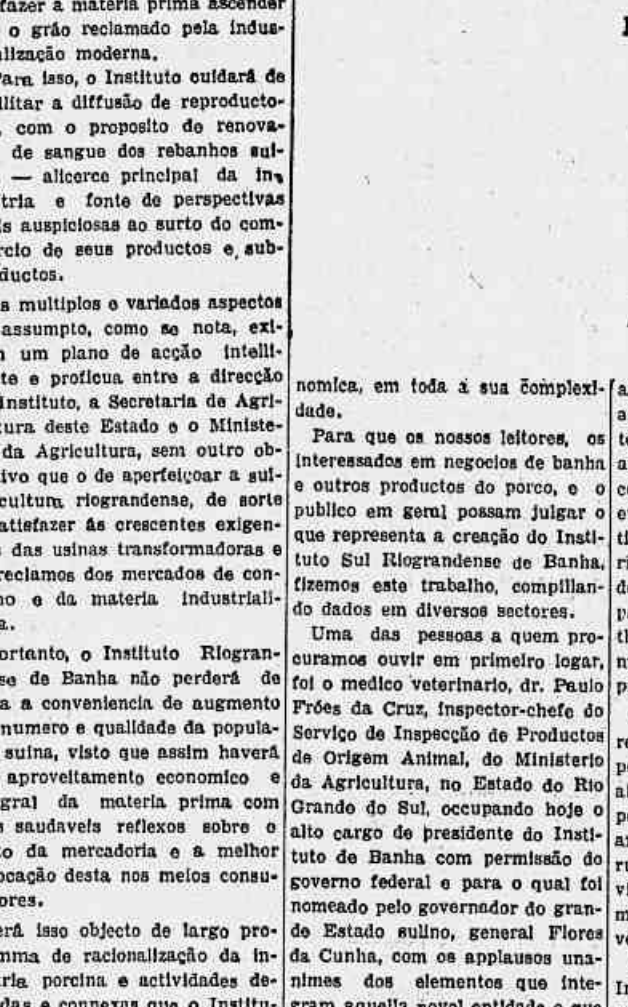 fazer a materia prima ascender
o grão reclamado pela indus-
alização moderna.
Para isso, o Instituto cuidará de
ilitar a diffusão de reproducto-
, com o proposito de renova-
de sangue dos rebanhos sui-
— alicerce principal da in-
tria e fonte de perspectivas
is auspiciosas ao surto do com-
rcio de seus productos e sub-
ductos.
s multiplos e variados aspectos
assumpto, como se nota, exi-
m um plano de acção intelli-
te e proficua entre a direcção
instituto, a Secretaria de Agri-
tura deste Estado e o Ministe-
da Agricultura, sem outro ob-
tivo que o de aperfeiçoar a sui-
cultura riograndense, de sorte
satisfazer ás crescentes exigen-
s das usinas transformadoras e
reclamos dos mercados de con-
mo e da materia industriali-
a.
ortanto, o Instituto Riogran-
se de Banha não perderá de
a a conveniencia de augmento
numero e qualidade da popula-
suina, visto que assim haverá
aproveitamento economico e
gral da materia prima com
s saudaveis reflexos sobre o
to da mercadoria e a melhor
ocação desta nos meios consu-
ores.
erá isso objecto de largo pro-
mma de racionalização da in-
ria porcina e actividades de-
das e connexas que o Institu-
nomica, em toda a sua complexi-
dade.
Para que os nossos leitores, os
interessados em negocios de banha
e outros productos do porco, e o
publico em geral possam julgar o
que representa a creação do Insti-
tuto Sul Riograndense de Banha,
fizemos este trabalho, compillan-
do dados em diversos sectores.
Uma das pessoas a quem pro-
curamos ouvir em primeiro logar,
foi o medico veterinario, dr. Paulo
Fróes da Cruz, inspector-chefe do
Serviço de Inspecção de Productos
de Origem Animal, do Ministerio
da Agricultura, no Estado do Rio
Grande do Sul, occupando hoje o
alto cargo de presidente do Insti-
tuto de Banha com permissão do
governo federal e para o qual foi
nomeado pelo governador do gran-
de Estado sulino, general Flores
da Cunha, com os applausos una-
nimes dos elementos que inte-
gram aquella novel entidade e que